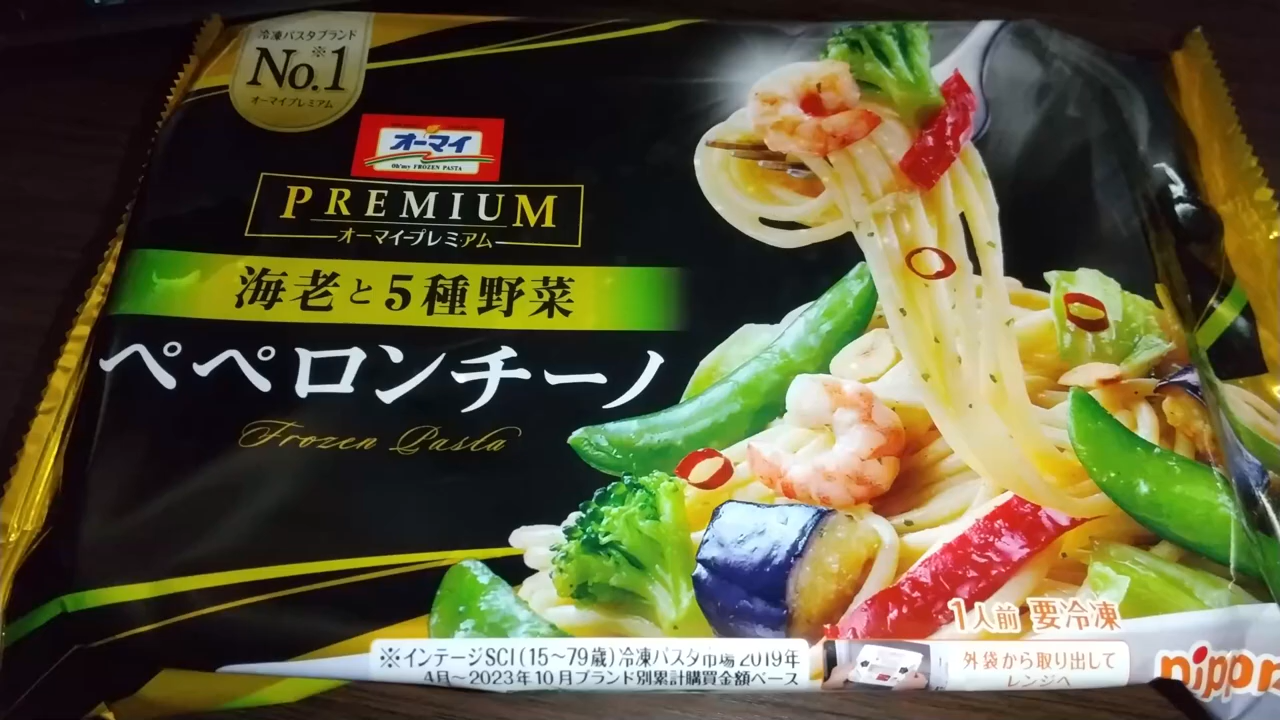 冷凍パスタブランド
No.1※
オーマイプレミアム
オーマイ
Oh'my FROZEN PASTA
PREMIUM
オーマイプレミアム
海老と5種野菜
ペペロンチーノ
Frozen Pasta
1人前 要冷凍
※インテージSCI(15〜79歳)冷凍パスタ市場2019年
4月〜2023年10月ブランド別累計購買金額ベース
外袋から取り出して
レンジへ
nippn